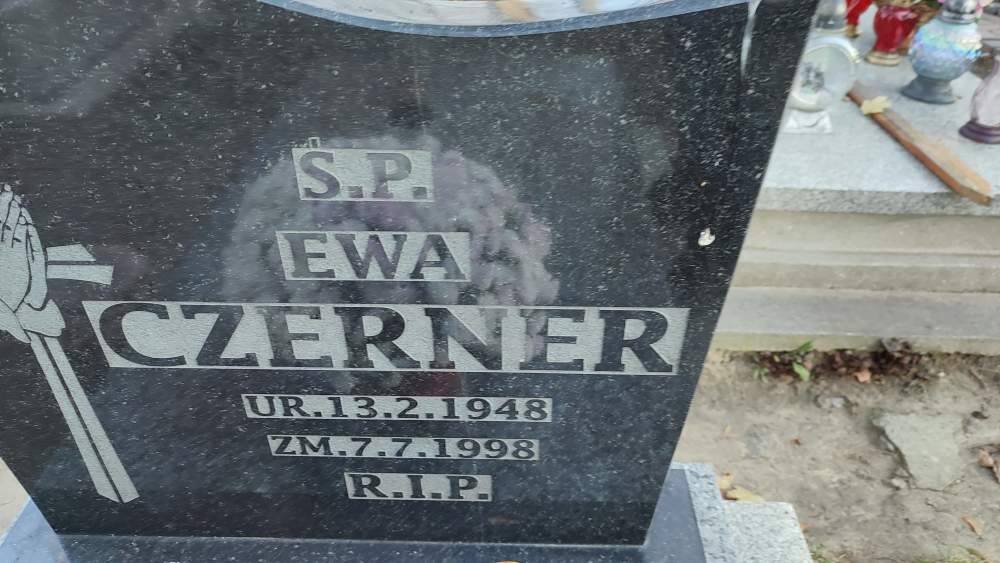 Ś.P.
EWA
CZERNER
UR.13.2.1948
ZM.7.7.1998
R.I.P.